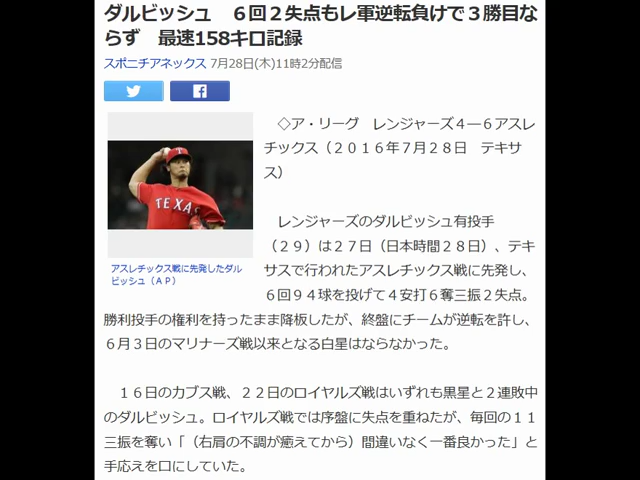 ダルビッシュ　６回２失点もレ軍逆転負けで３勝目な
らず　最速158キロ記録
スポニチアネックス 7月28日(木)11時2分配信
◇ア・リーグ　レンジャーズ４―６アスレ
チックス（２０１６年７月２８日　テキサ
ス）
TEXAS
アスレチックス戦に先発したダル
ビッシュ（ＡＰ）
レンジャーズのダルビッシュ有投手
（２９）は２７日（日本時間２８日）、テキ
サスで行われたアスレチックス戦に先発し、
６回９４球を投げて４安打６奪三振２失点。
勝利投手の権利を持ったまま降板したが、終盤にチームが逆転を許し、
６月３日のマリナーズ戦以来となる白星はならなかった。
１６日のカブス戦、２２日のロイヤルズ戦はいずれも黒星と２連敗中
のダルビッシュ。ロイヤルズ戦では序盤に失点を重ねたが、毎回の１１
三振を奪い「（右肩の不調が癒えてから）間違いなく一番良かった」と
手応えを口にしていた。